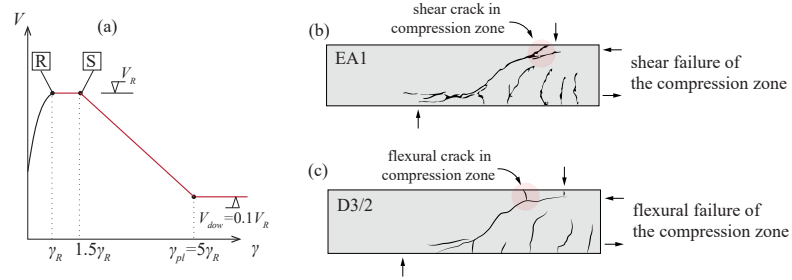 (a)
V
R
S
V_R
V_dow=0.1V_R
γ_R
1.5γ_R
γ_pl=5γ_R
γ
(b)
shear crack in
compression zone
EA1
shear failure of
the compression zone
(c)
flexural crack in
compression zone
D3/2
flexural failure of
the compression zone